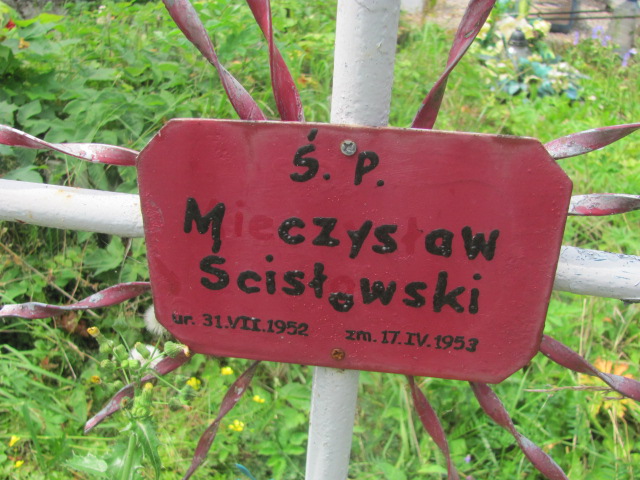 Ś. P.
Mieczysław
Scisłowski
ur. 31.VII.1952 zm. 17.IV.1953